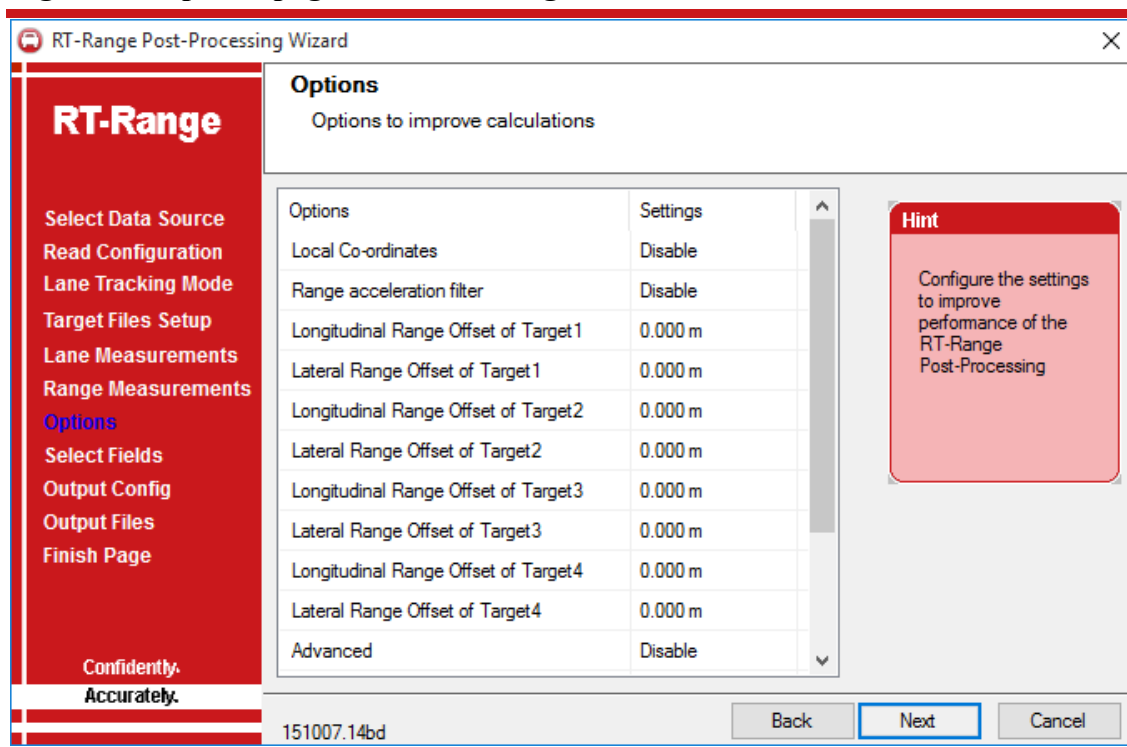 RT-Range Post-Processing Wizard
RT-Range
Select Data Source
Read Configuration
Lane Tracking Mode
Target Files Setup
Lane Measurements
Range Measurements
Options
Select Fields
Output Config
Output Files
Finish Page
Confidently.
Accurately.
Options
Options to improve calculations
Options Settings
Local Co-ordinates Disable
Range acceleration filter Disable
Longitudinal Range Offset of Target1 0.000 m
Lateral Range Offset of Target1 0.000 m
Longitudinal Range Offset of Target2 0.000 m
Lateral Range Offset of Target2 0.000 m
Longitudinal Range Offset of Target3 0.000 m
Lateral Range Offset of Target3 0.000 m
Longitudinal Range Offset of Target4 0.000 m
Lateral Range Offset of Target4 0.000 m
Advanced Disable
Hint
Configure the settings
to improve
performance of the
RT-Range
Post-Processing
151007.14bd
Back Next Cancel